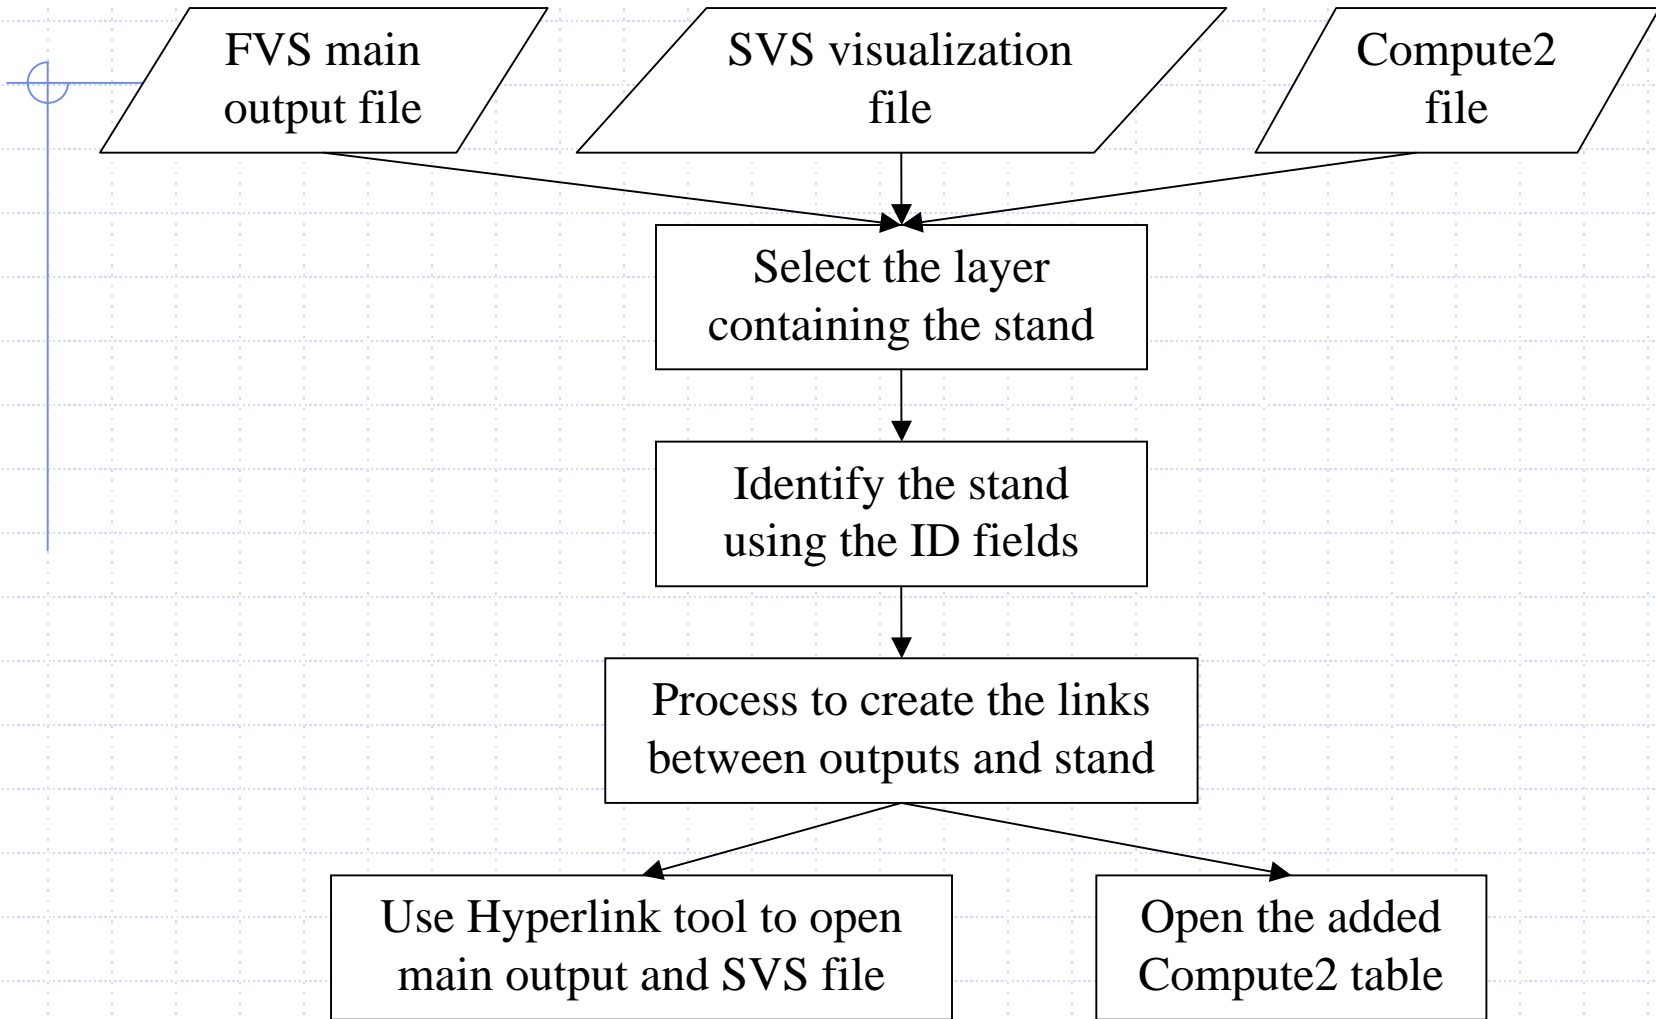 FVS main
output file
SVS visualization
file
Compute2
file
Select the layer
containing the stand
Identify the stand
using the ID fields
Process to create the links
between outputs and stand
Use Hyperlink tool to open
main output and SVS file
Open the added
Compute2 table